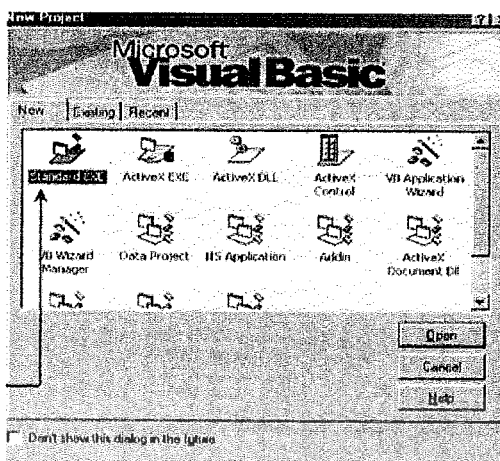 New Project
Microsoft
Visual Basic
New Existing Recent
Standard EXE ActiveX EXE ActiveX DLL ActiveX Control VB Application Wizard
VB Wizard Manager Data Project IIS Application Addin ActiveX Document Dll
Open
Cancel
Help
Don't show this dialog in the future